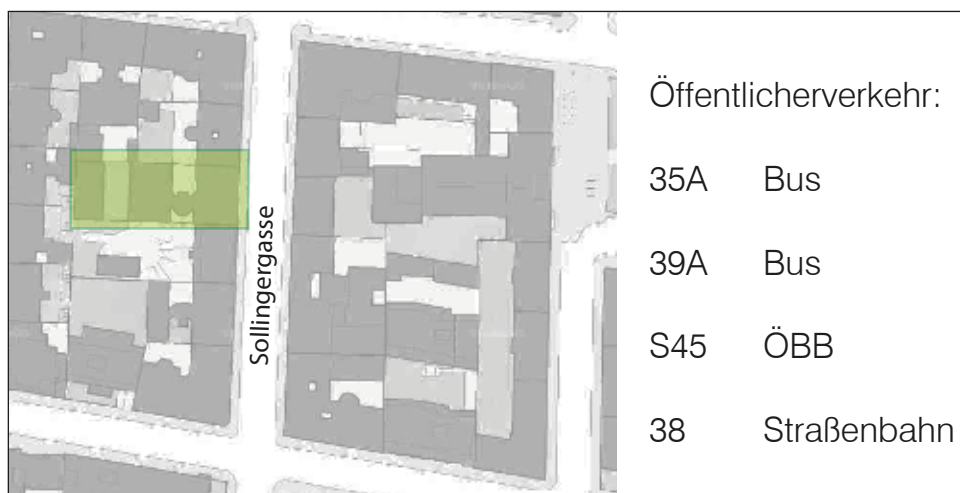 Sollingergasse
Öffentlicherverkehr:
35A Bus
39A Bus
S45 ÖBB
38 Straßenbahn